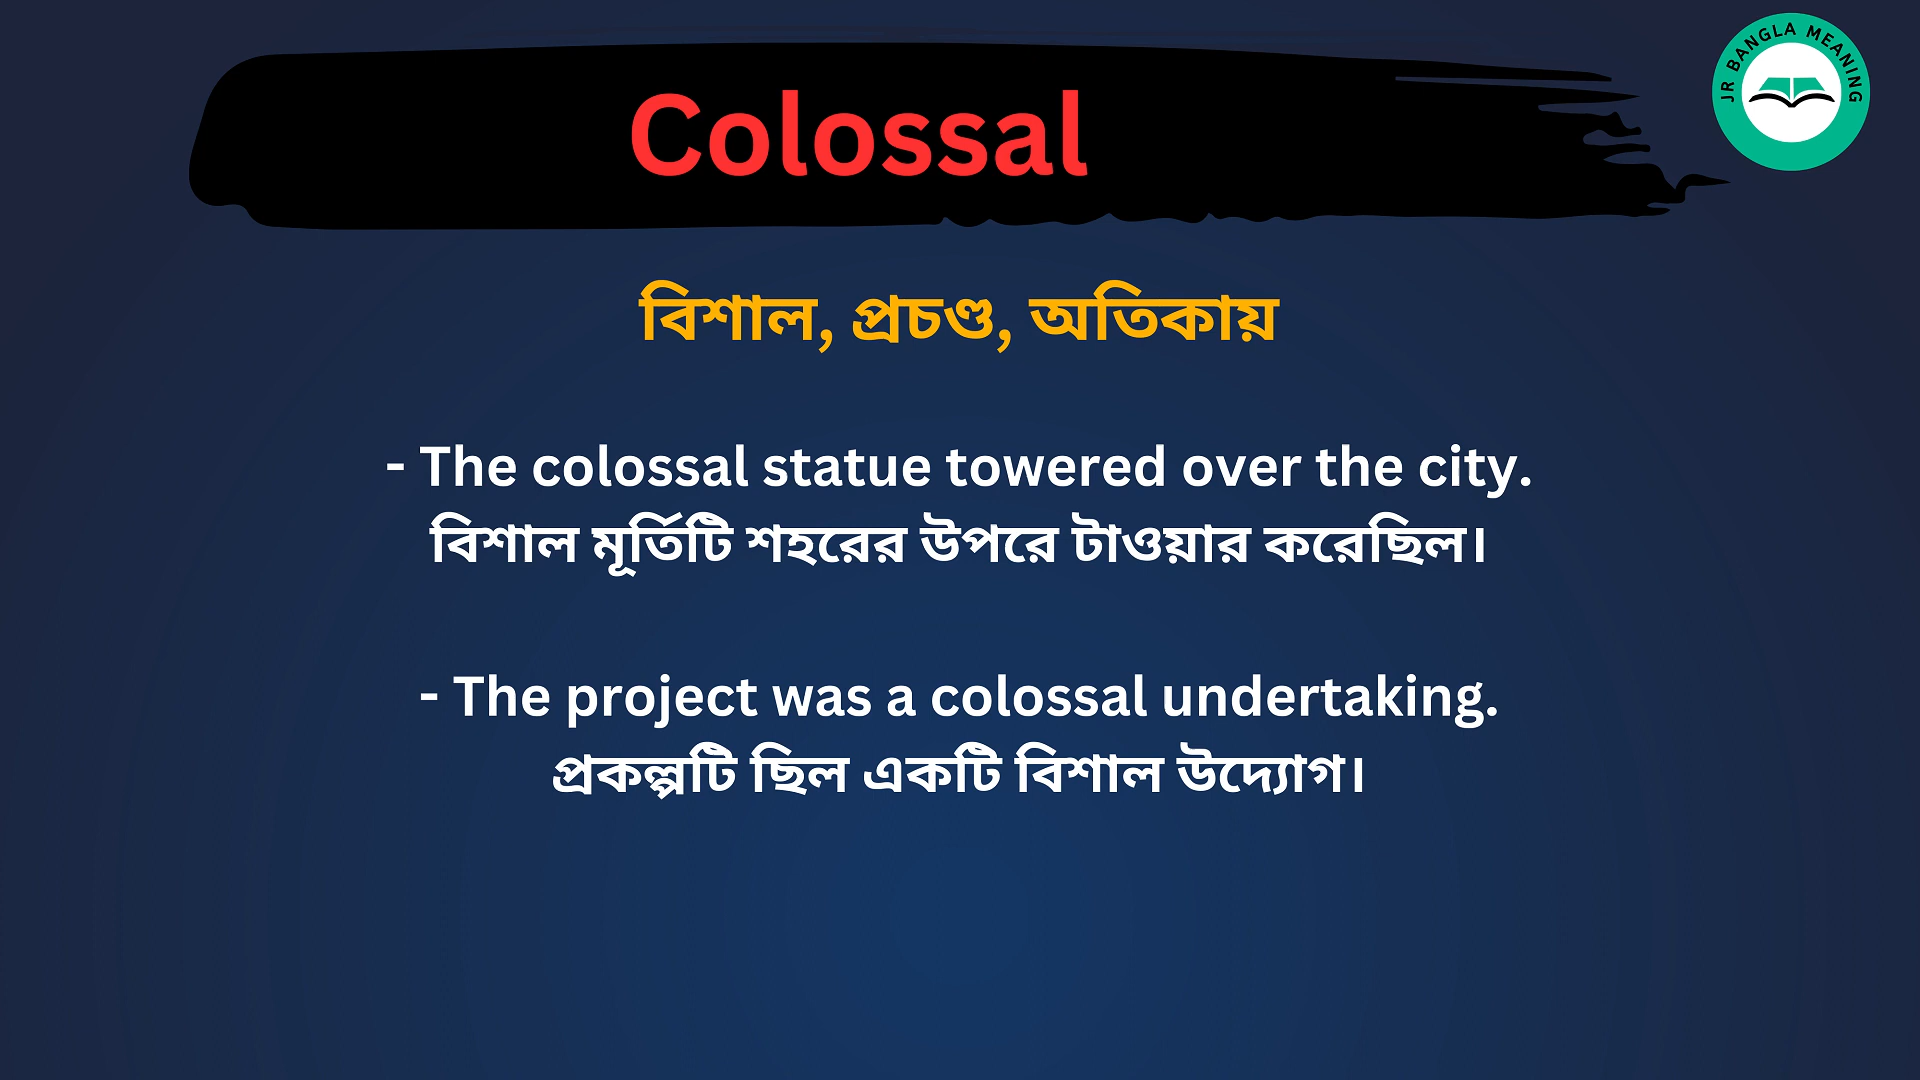 JR BANGLA MEANING
Colossal
বিশাল, প্রচণ্ড, অতিকায়
- The colossal statue towered over the city.
বিশাল মূর্তিটি শহরের উপরে টাওয়ার করেছিল।
- The project was a colossal undertaking.
প্রকল্পটি ছিল একটি বিশাল উদ্যোগ।